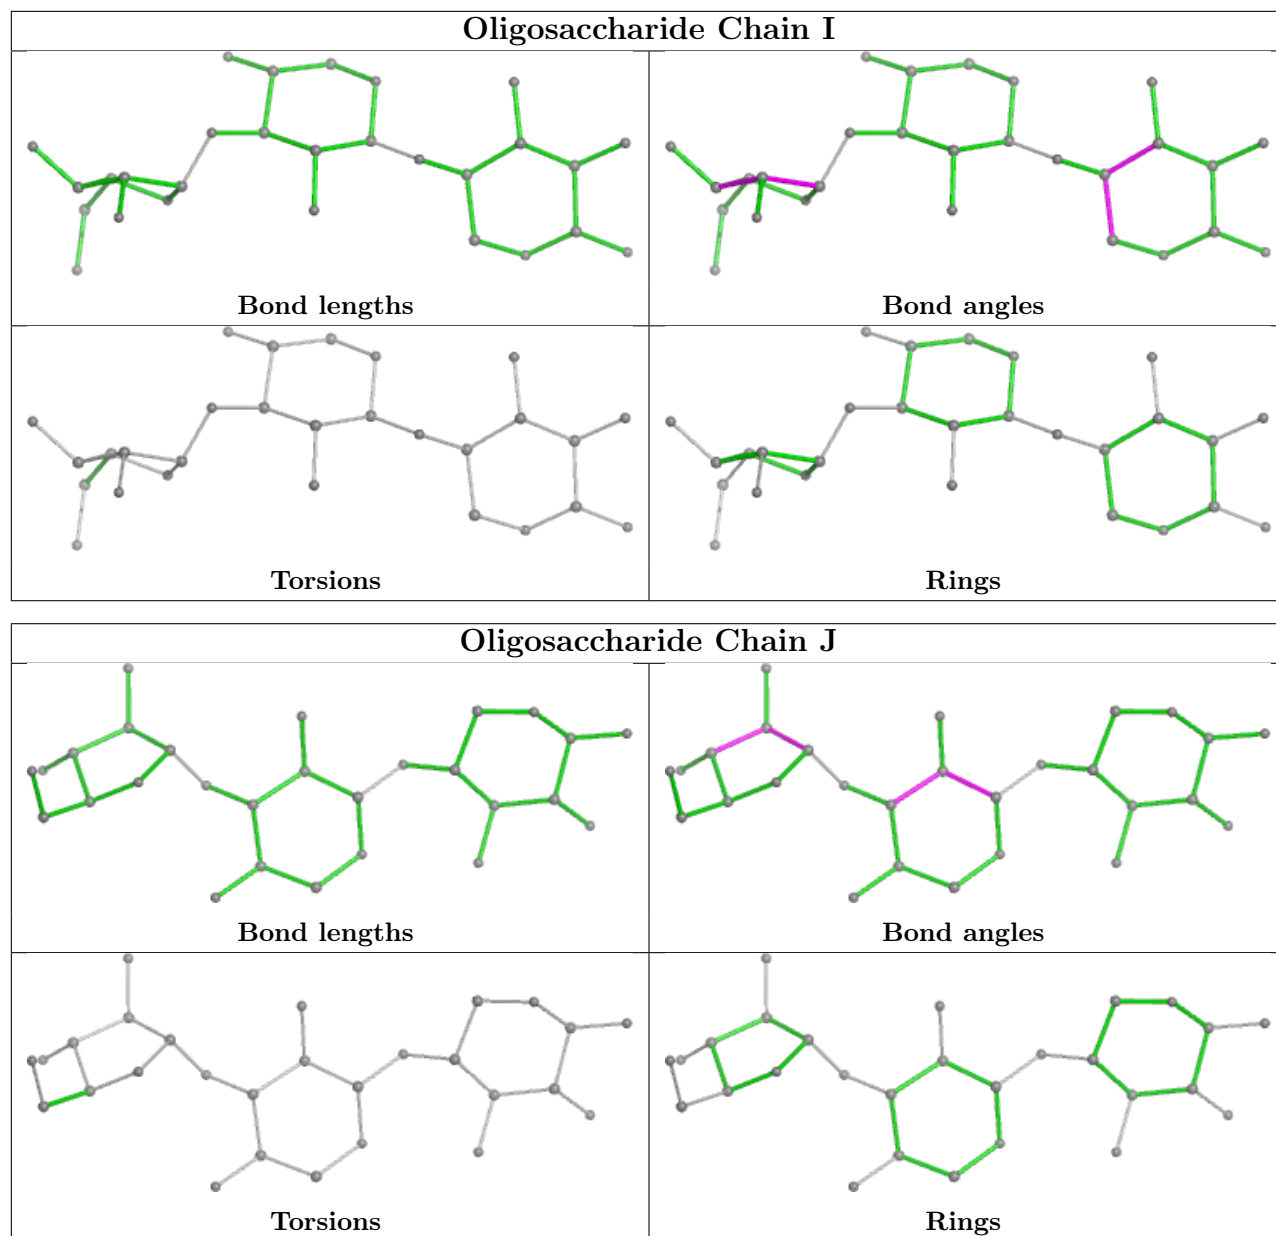 Oligosaccharide Chain I
Bond lengths
Bond angles
Torsions
Rings
Oligosaccharide Chain J
Bond lengths
Bond angles
Torsions
Rings